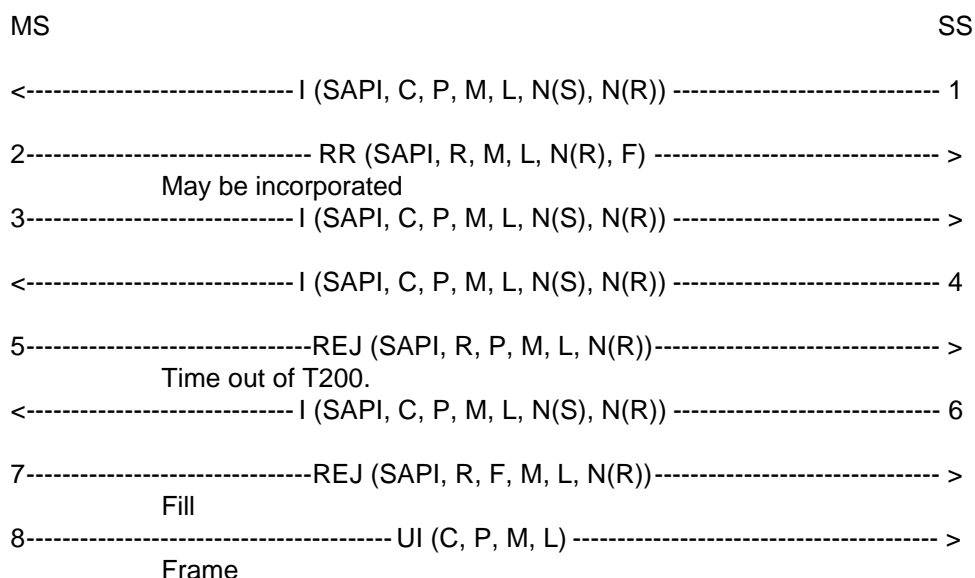 MS SS
<------------------------------ I (SAPI, C, P, M, L, N(S), N(R)) ------------------------------ 1
2-------------------------------- RR (SAPI, R, M, L, N(R), F) -------------------------------- >
May be incorporated
3------------------------------ I (SAPI, C, P, M, L, N(S), N(R)) ------------------------------ >
<------------------------------ I (SAPI, C, P, M, L, N(S), N(R)) ------------------------------ 4
5--------------------------------REJ (SAPI, R, P, M, L, N(R))-------------------------------- >
Time out of T200.
<------------------------------ I (SAPI, C, P, M, L, N(S), N(R)) ------------------------------ 6
7--------------------------------REJ (SAPI, R, F, M, L, N(R))-------------------------------- >
Fill
8----------------------------------------- UI (C, P, M, L) ----------------------------------------- >
Frame